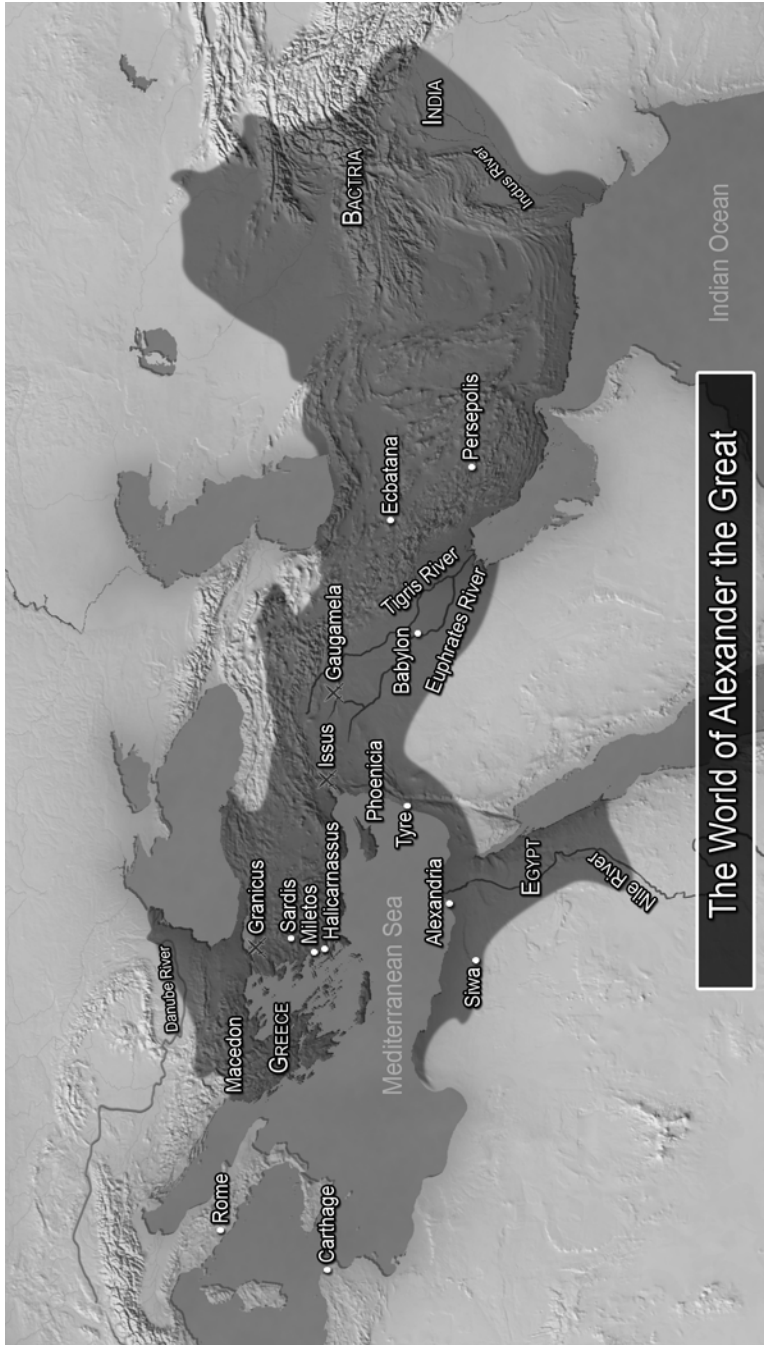 Danube River
Macedon
GREECE
Granicus
Sardis
Miletos
Halicarnassus
Rome
Carthage
Issus
Gaugamela
Ecbatana
Persepolis
BACTRIA
INDIA
Indus River
Tigris River
Babylon
Euphrates River
Phoenicia
Tyre
Mediterranean Sea
Alexandria
Siwa
EGYPT
Nile River
Indian Ocean
The World of Alexander the Great